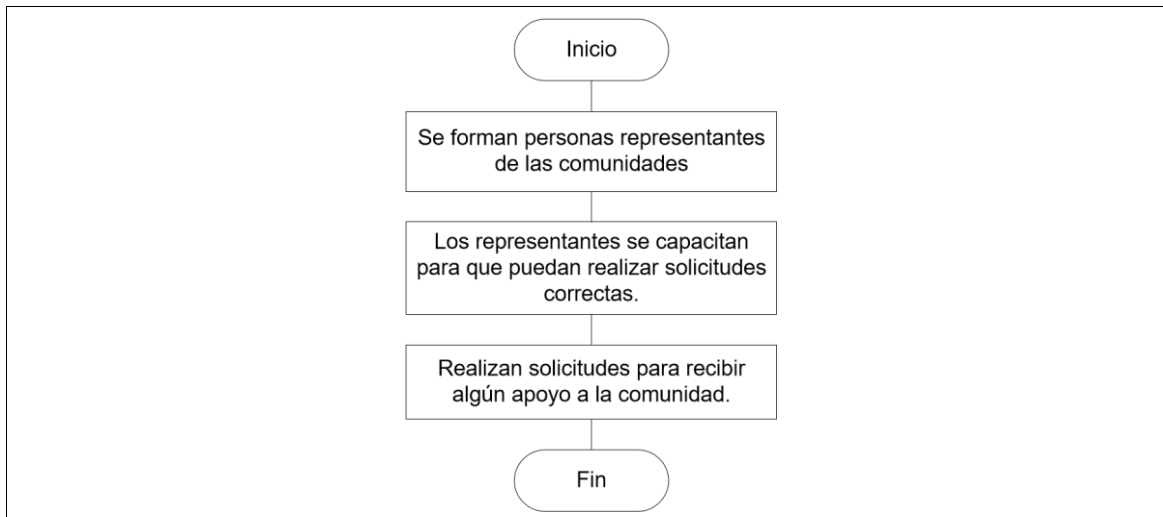 Inicio
Se forman personas representantes
de las comunidades
Los representantes se capacitan
para que puedan realizar solicitudes
correctas.
Realizan solicitudes para recibir
algún apoyo a la comunidad.
Fin